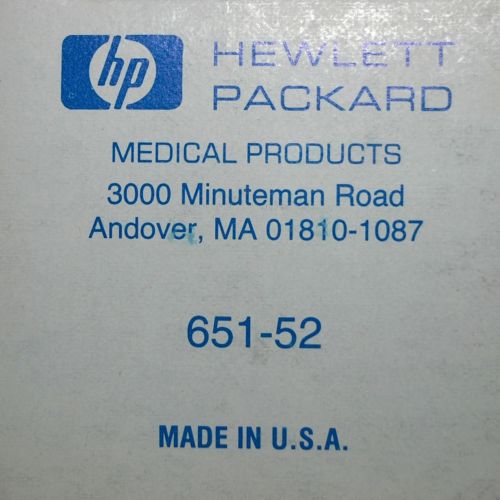 hp HEWLETT
PACKARD
MEDICAL PRODUCTS
3000 Minuteman Road
Andover, MA 01810-1087
651-52
MADE IN U.S.A.